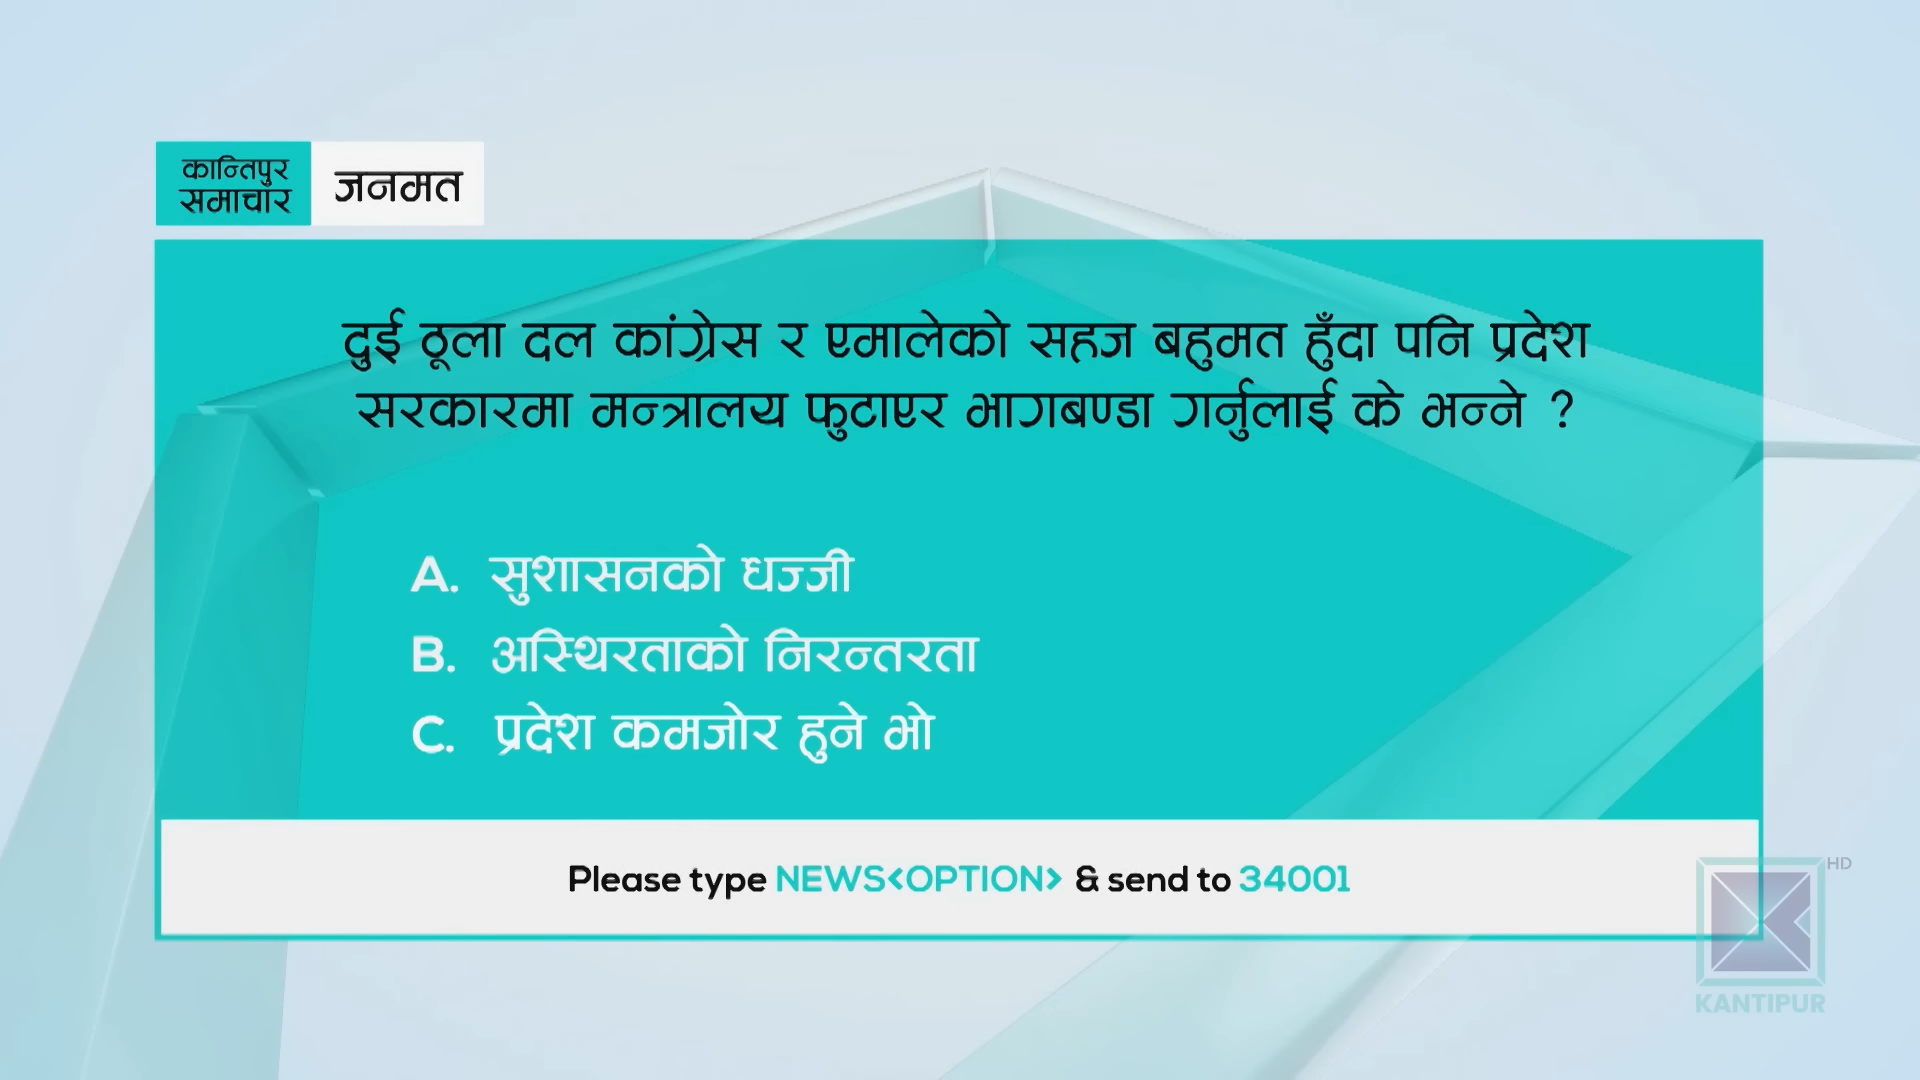 कान्तिपुर
समाचार
जनमत
दुई ठूला दल कांग्रेस र एमालेको सहज बहुमत हुँदा पनि प्रदेश
सरकारमा मन्त्रालय फुटाएर भागबण्डा गर्नुलाई के भन्ने ?
A. सुशासनको धज्जी
B. अस्थिरताको निरन्तरता
C. प्रदेश कमजोर हुने भो
Please type NEWS<OPTION> & send to 34001
HD
KANTIPUR